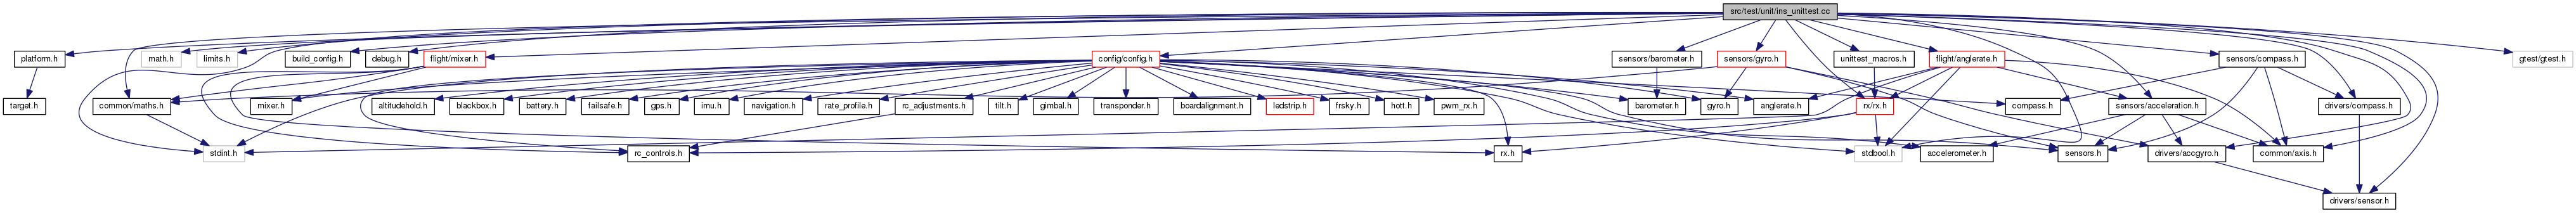 src/test/unit/ins_unittest.cc
platform.h
math.h
limits.h
build_config.h
debug.h
flight/mixer.h
config/config.h
sensors/barometer.h
sensors/gyro.h
unittest_macros.h
flight/anglerate.h
sensors/compass.h
gtest/gtest.h
target.h
common/maths.h
mixer.h
altitudehold.h
blackbox.h
battery.h
failsafe.h
gps.h
imu.h
navigation.h
rate_profile.h
rc_adjustments.h
tilt.h
gimbal.h
transponder.h
boardalignment.h
ledstrip.h
frsky.h
hott.h
pwm_rx.h
barometer.h
gyro.h
anglerate.h
rx/rx.h
compass.h
sensors/acceleration.h
drivers/compass.h
stdint.h
rc_controls.h
rx.h
stdbool.h
accelerometer.h
sensors.h
drivers/accgyro.h
common/axis.h
drivers/sensor.h